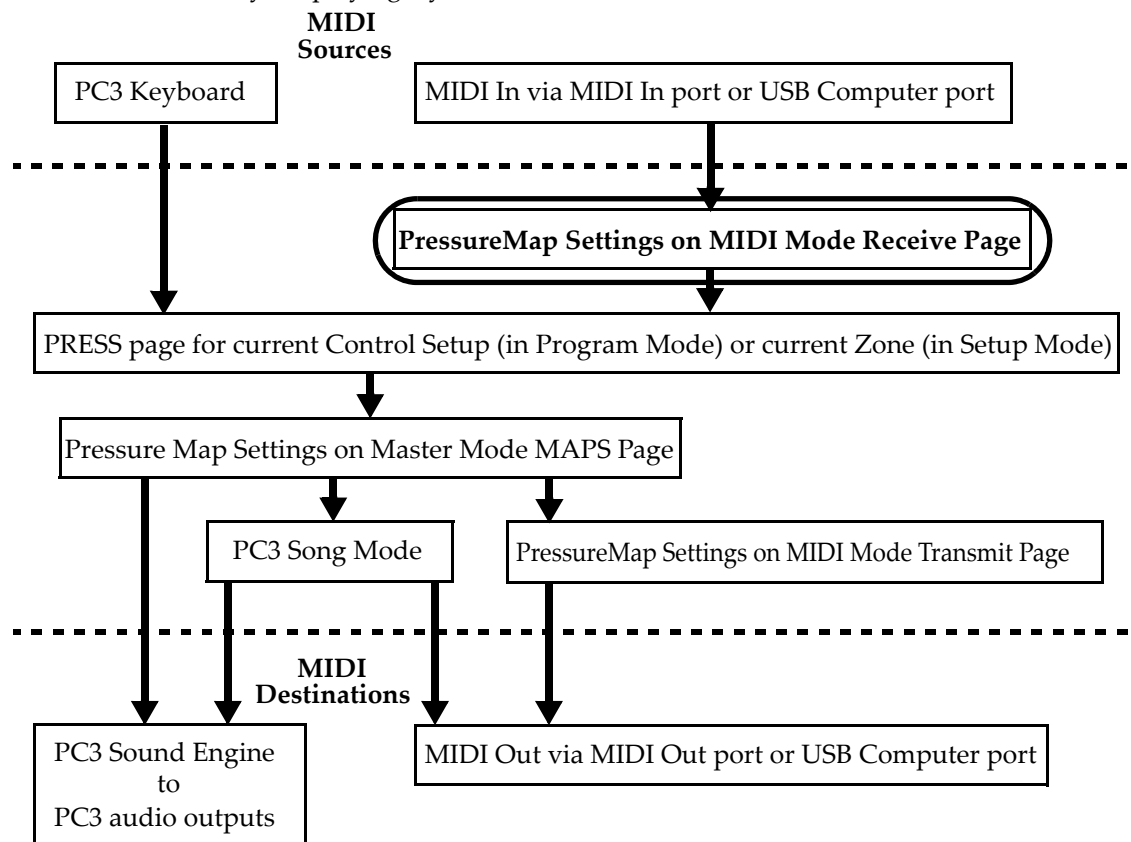 MIDI
Sources
PC3 Keyboard
MIDI In via MIDI In port or USB Computer port
PressureMap Settings on MIDI Mode Receive Page
PRESS page for current Control Setup (in Program Mode) or current Zone (in Setup Mode)
Pressure Map Settings on Master Mode MAPS Page
PC3 Song Mode
PressureMap Settings on MIDI Mode Transmit Page
MIDI
Destinations
PC3 Sound Engine
to
PC3 audio outputs
MIDI Out via MIDI Out port or USB Computer port